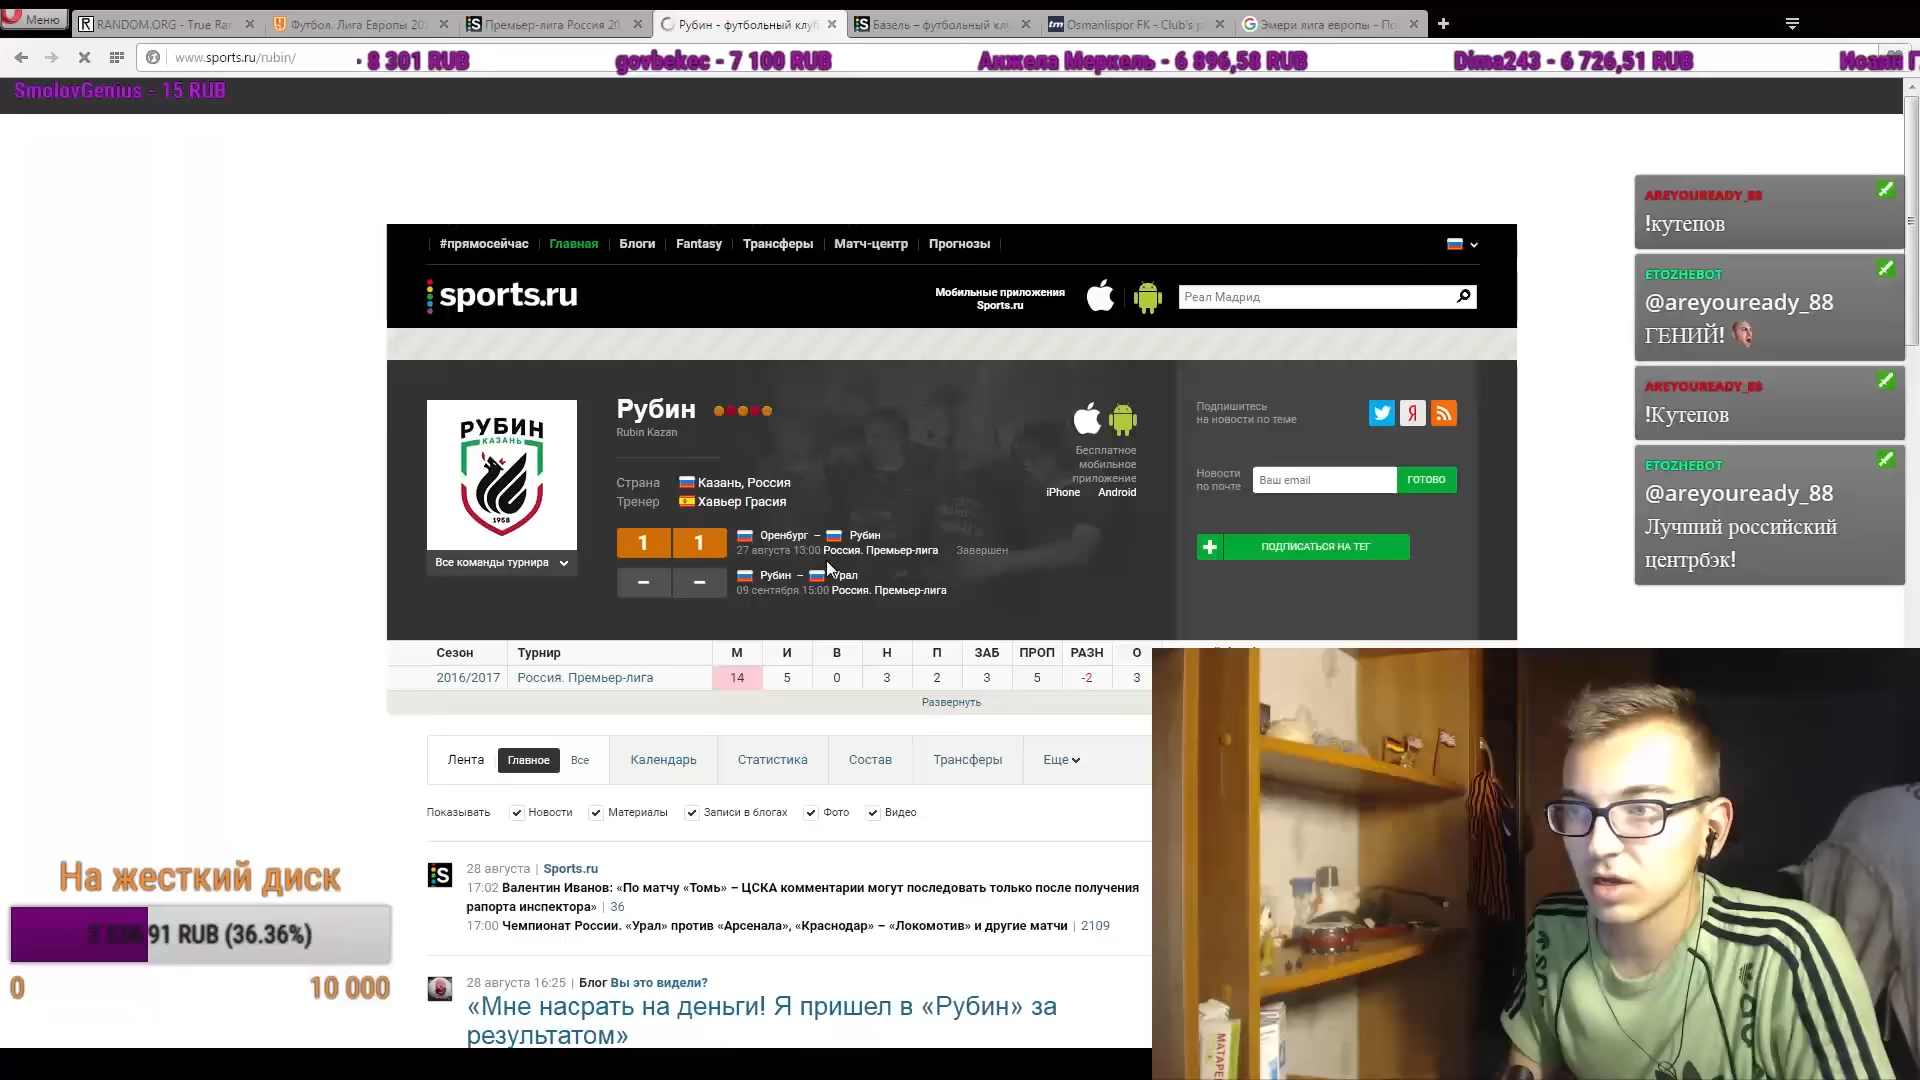 Меню
RANDOM.ORG - True Ra
Футбол. Лига Европы 20
Премьер-лига Россия 20
Рубин - футбольный клуб
Базель – футбольный кл
Osmanlispor FK - Club's p
Эмери лига европы - По
www.sports.ru/rubin/
- 8 301 RUB
govbekec - 7 100 RUB
Анжела Меркель - 6 896,58 RUB
Dima243 - 6 726,51 RUB
SmolovGenius - 15 RUB
#прямосейчас
Главная
Блоги
Fantasy
Трансферы
Матч-центр
Прогнозы
sports.ru
Мобильные приложения
Sports.ru
Реал Мадрид
РУБИН
КАЗАНЬ
1958
Все команды турнира
Рубин
Rubin Kazan
Страна Казань, Россия
Тренер Хавьер Грасия
1 1 Оренбург – Рубин
27 августа 13:00 Россия. Премьер-лига Завершен
– – Рубин – Урал
09 сентября 15:00 Россия. Премьер-лига
Бесплатное
мобильное
приложение
iPhone Android
Подпишитесь
на новости по теме
Я
Новости
по почте
Ваш email
ГОТОВО
ПОДПИСАТЬСЯ НА ТЕГ
Сезон Турнир М И В Н П ЗАБ ПРОП РАЗН О
2016/2017 Россия. Премьер-лига 14 5 0 3 2 3 5 -2 3
Развернуть
Лента Главное Все Календарь Статистика Состав Трансферы Еще
Показывать Новости Материалы Записи в блогах Фото Видео
S
28 августа | Sports.ru
17:02 Валентин Иванов: «По матчу «Томь» – ЦСКА комментарии могут последовать только после получения
рапорта инспектора» | 36
17:00 Чемпионат России. «Урал» против «Арсенала», «Краснодар» – «Локомотив» и другие матчи | 2109
28 августа 16:25 | Блог Вы это видели?
«Мне насрать на деньги! Я пришел в «Рубин» за
результатом»
AREYOUREADY_88
!кутепов
ETOZHEBOT
@areyouready_88
ГЕНИЙ!
AREYOUREADY_88
!Кутепов
ETOZHEBOT
@areyouready_88
Лучший российский
центрбэк!
На жесткий диск
91 RUB (36.36%)
0
10 000